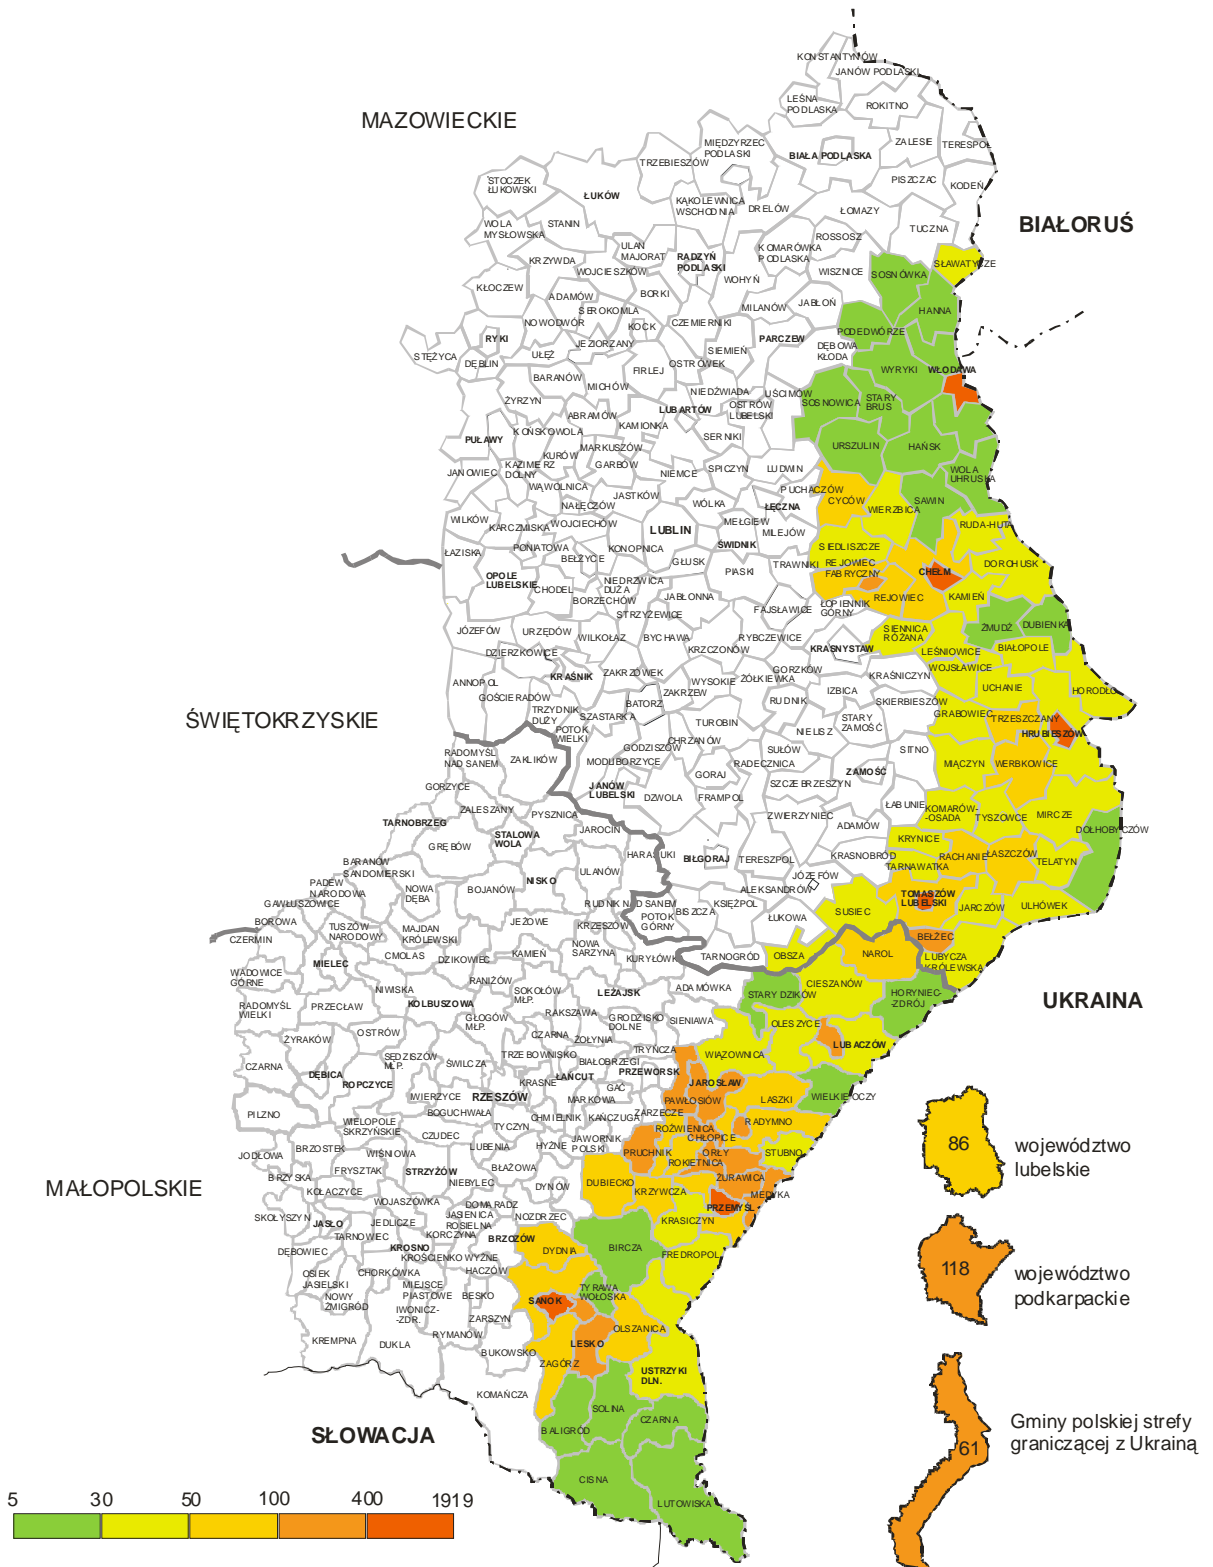 KONSTANTYNÓW
JANÓW PODLASKI
LEŚNA
PODLASKA
ROKITNO
MAZOWIECKIE
MIĘDZYRZEC
PODLASKI
BIAŁA PODLASKA
ZALESIE
TERESPOL
TRZEBIESZÓW
STOCZEK
ŁUKOWSKI
ŁUKÓW
PISZCZAC
KODEŃ
KĄKOLEWNICA
WSCHODNIA
DRELÓW
ŁOMAZY
WOLA
MYSŁOWSKA
STANIN
TUCZNA
BIAŁORUŚ
ULAN
MAJORAT
RADZYŃ
PODLASKI
KOMARÓWKA
PODLASKA
ROSSOSZ
KRZYWDA
WOJCIESZKÓW
WOHYŃ
WISZNICE
SOSNÓWKA
SŁAWATYCZE
KŁOCZEW
ADAMÓW
BORKI
MILANÓW
JABŁOŃ
HANNA
SEROKOMLA
NOWODWÓR
KOCK
CZEMIERNIKI
PODEDWÓRZE
RYKI
JEZIORZANY
SIEMIEŃ
PARCZEW
DĘBOWA
KŁODA
STĘŻYCA
DĘBLIN
UŁĘŻ
OSTRÓWEK
FIRLEJ
WYRYKI
WŁODAWA
BARANÓW
MICHÓW
NIEDŹWIADA
UŚCIMÓW
ŻYRZYN
ABRAMÓW
LUBARTÓW
OSTRÓW
LUBELSKI
SOSNOWICA
STARY
BRUS
KAMIONKA
PUŁAWY
KOŃSKOWOLA
SERNIKI
URSZULIN
HAŃSK
KURÓW
MARKUSZÓW
JANOWIEC
KAZIMIERZ
DOLNY
GARBÓW
NIEMCE
SPICZYN
LUDWIN
WOLA
UHRUSKA
WĄWOLNICA
JASTKÓW
PUCHACZÓW
CYCÓW
NAŁĘCZÓW
WÓLKA
ŁĘCZNA
WIERZBICA
SAWIN
WILKÓW
KARCZMISKA
WOJCIECHÓW
LUBLIN
MEŁGIEW
MILEJÓW
RUDA-HUTA
ŁAZISKA
PONIATOWA
BEŁŻYCE
KONOPNICA
ŚWIDNIK
SIEDLISZCZE
GŁUSK
PIASKI
TRAWNIKI
REJOWIEC
FABRYCZNY
CHEŁM
DOROHUSK
OPOLE
LUBELSKIE
CHODEL
NIEDRZWICA
DUŻA
JABŁONNA
REJOWIEC
KAMIEŃ
BORZECHÓW
STRZYŻEWICE
FAJSŁAWICE
ŁOPIENNIK
GÓRNY
JÓZEFÓW
URZĘDÓW
WILKOŁAZ
BYCHAWA
RYBCZEWICE
SIENNICA
RÓŻANA
ŻMUDŹ
DUBIENKA
KRZCZONÓW
KRASNYSTAW
LEŚNIOWICE
BIAŁOPOLE
DZIERZKOWICE
KRAŚNIK
ZAKRZÓWEK
GORZKÓW
WOJSŁAWICE
ANNOPOL
WYSOKIE
ŻÓŁKIEWKA
KRAŚNICZYN
UCHANIE
HORODŁO
GOŚCIERADÓW
ZAKRZEW
IZBICA
TRZYDNIK
DUŻY
BATORZ
RUDNIK
SKIERBIESZÓW
ŚWIĘTOKRZYSKIE
SZASTARKA
TUROBIN
STARY
ZAMOŚĆ
GRABOWIEC
TRZESZCZANY
POTOK
WIELKI
CHRZANÓW
NIELISZ
HRUBIESZÓW
RADOMYŚL
NAD SANEM
ZAKLIKÓW
GODZISZÓW
MODLIBORZYCE
SUŁÓW
RADECZNICA
SITNO
MIĄCZYN
WERBKOWICE
GORZYCE
JANÓW
LUBELSKI
GORAJ
SZCZEBRZESZYN
ZAMOŚĆ
DZWOLA
FRAMPOL
ŁABUNIE
KOMARÓW-
-OSADA
TYSZOWCE
MIRCZE
ZALESZANY
PYSZNICA
TARNOBRZEG
STALOWA
WOLA
JAROCIN
ZWIERZYNIEC
ADAMÓW
DOŁHOBYCZÓW
GRĘBÓW
KRYNICE
BARANÓW
SANDOMIERSKI
HARASIUKI
BIŁGORAJ
TERESZPOL
KRASNOBRÓD
RACHANIE
ŁASZCZÓW
TELATYN
TARNAWATKA
PADEW
NARODOWA
NOWA
DĘBA
BOJANÓW
NISKO
ULANÓW
JÓZEFÓW
ALEKSANDRÓW
TOMASZÓW
LUBELSKI
GAWŁUSZOWICE
RUDNIK NAD SANEM
BISZCZA
KSIĘŻPOL
JARCZÓW
ULHÓWEK
BOROWA
TUSZÓW
NARODOWY
MAJDAN
KRÓLEWSKI
JEŻOWE
KRZESZÓW
POTOK
GÓRNY
ŁUKOWA
SUSIEC
CZERMIN
BEŁŻEC
MIELEC
CMOLAS
DZIKOWIEC
KAMIEŃ
NOWA
SARZYNA
KURYŁÓWKA
TARNOGRÓD
OBSZA
NAROL
LUBYCZA
KRÓLEWSKA
WADOWICE
GÓRNE
NIWISKA
RANIŻÓW
CIESZANÓW
RADOMYŚL
WIELKI
PRZECŁAW
KOLBUSZOWA
SOKOŁÓW
MŁP.
LEŻAJSK
ADAMÓWKA
STARY DZIKÓW
HORYNIEC-
-ZDRÓJ
UKRAINA
GŁOGÓW
MŁP.
RAKSZAWA
GRODZISKO
DOLNE
SIENIAWA
OLESZYCE
OSTRÓW
ŻYRAKÓW
CZARNA
ŻOŁYNIA
LUBACZÓW
CZARNA
SĘDZISZÓW
MŁP.
ŚWILCZA
TRZEBOWNISKO
TRYŃCZA
WIĄZOWNICA
BIAŁOBRZEGI
DĘBICA
ROPCZYCE
KRASNE
ŁAŃCUT
PRZEWORSK
JAROSŁAW
IWIERZYCE
RZESZÓW
GAĆ
MARKOWA
PAWŁOSIÓW
LASZKI
WIELKIE OCZY
PILZNO
BOGUCHWAŁA
CHMIELNIK
KAŃCZUGA
ZARZECZE
WIELOPOLE
SKRZYŃSKIE
TYCZYN
ROŹWIENICA
RADYMNO
CZUDEC
CHŁOPICE
BRZOSTEK
WIŚNIOWA
LUBENIA
HYŻNE
JAWORNIK
POLSKI
PRUCHNIK
ORŁY
STUBNO
86
województwo
lubelskie
JODŁOWA
FRYSZTAK
STRZYŻÓW
BŁAŻOWA
ROKIETNICA
BRZYSKA
NIEBYLEC
DYNÓW
DUBIECKO
ŻURAWICA
MAŁOPOLSKIE
KOŁACZYCE
WOJASZÓWKA
DOMARADZ
KRZYWCZA
PRZEMYŚL
MEDYKA
SKOŁYSZYN
JASŁO
JEDLICZE
JASIENICA
ROSIELNA
NOZDRZEC
KRASICZYN
TARNOWIEC
KORCZYNA
BRZOZÓW
DĘBOWIEC
KROSNO
KROŚCIENKO WYŻNE
DYDNIA
BIRCZA
FREDROPOL
OSIEK
JASIELSKI
CHORKÓWKA
HACZÓW
118
województwo
podkarpackie
NOWY
ŻMIGRÓD
MIEJSCE
PIASTOWE
BESKO
TYRAWA
WOŁOSKA
IWONICZ-
-ZDR.
ZARSZYN
SANOK
KREMPNA
DUKLA
RYMANÓW
OLSZANICA
BUKOWSKO
ZAGÓRZ
LESKO
USTRZYKI
DLN.
KOMAŃCZA
SOLINA
CZARNA
SŁOWACJA
BALIGRÓD
Gminy polskiej strefy
graniczącej z Ukrainą
61
CISNA
LUTOWISKA
5 30 50 100 400 1919